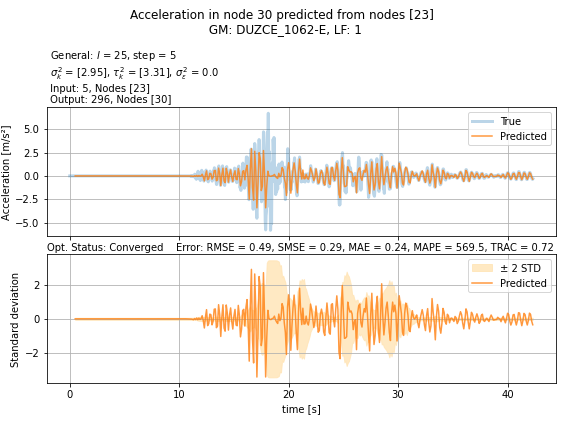 Acceleration in node 30 predicted from nodes [23]
GM: DUZCE_1062-E, LF: 1
General: l = 25, step = 5
σ²ₖ = [2.95], τ²ₖ = [3.31], σ²ε = 0.0
Input: 5, Nodes [23]
Output: 296, Nodes [30]
Acceleration [m/s²]
5.0
2.5
0.0
−2.5
−5.0
True
Predicted
Opt. Status: Converged Error: RMSE = 0.49, SMSE = 0.29, MAE = 0.24, MAPE = 569.5, TRAC = 0.72
Standard deviation
2
0
−2
± 2 STD
Predicted
0 10 20 30 40
time [s]